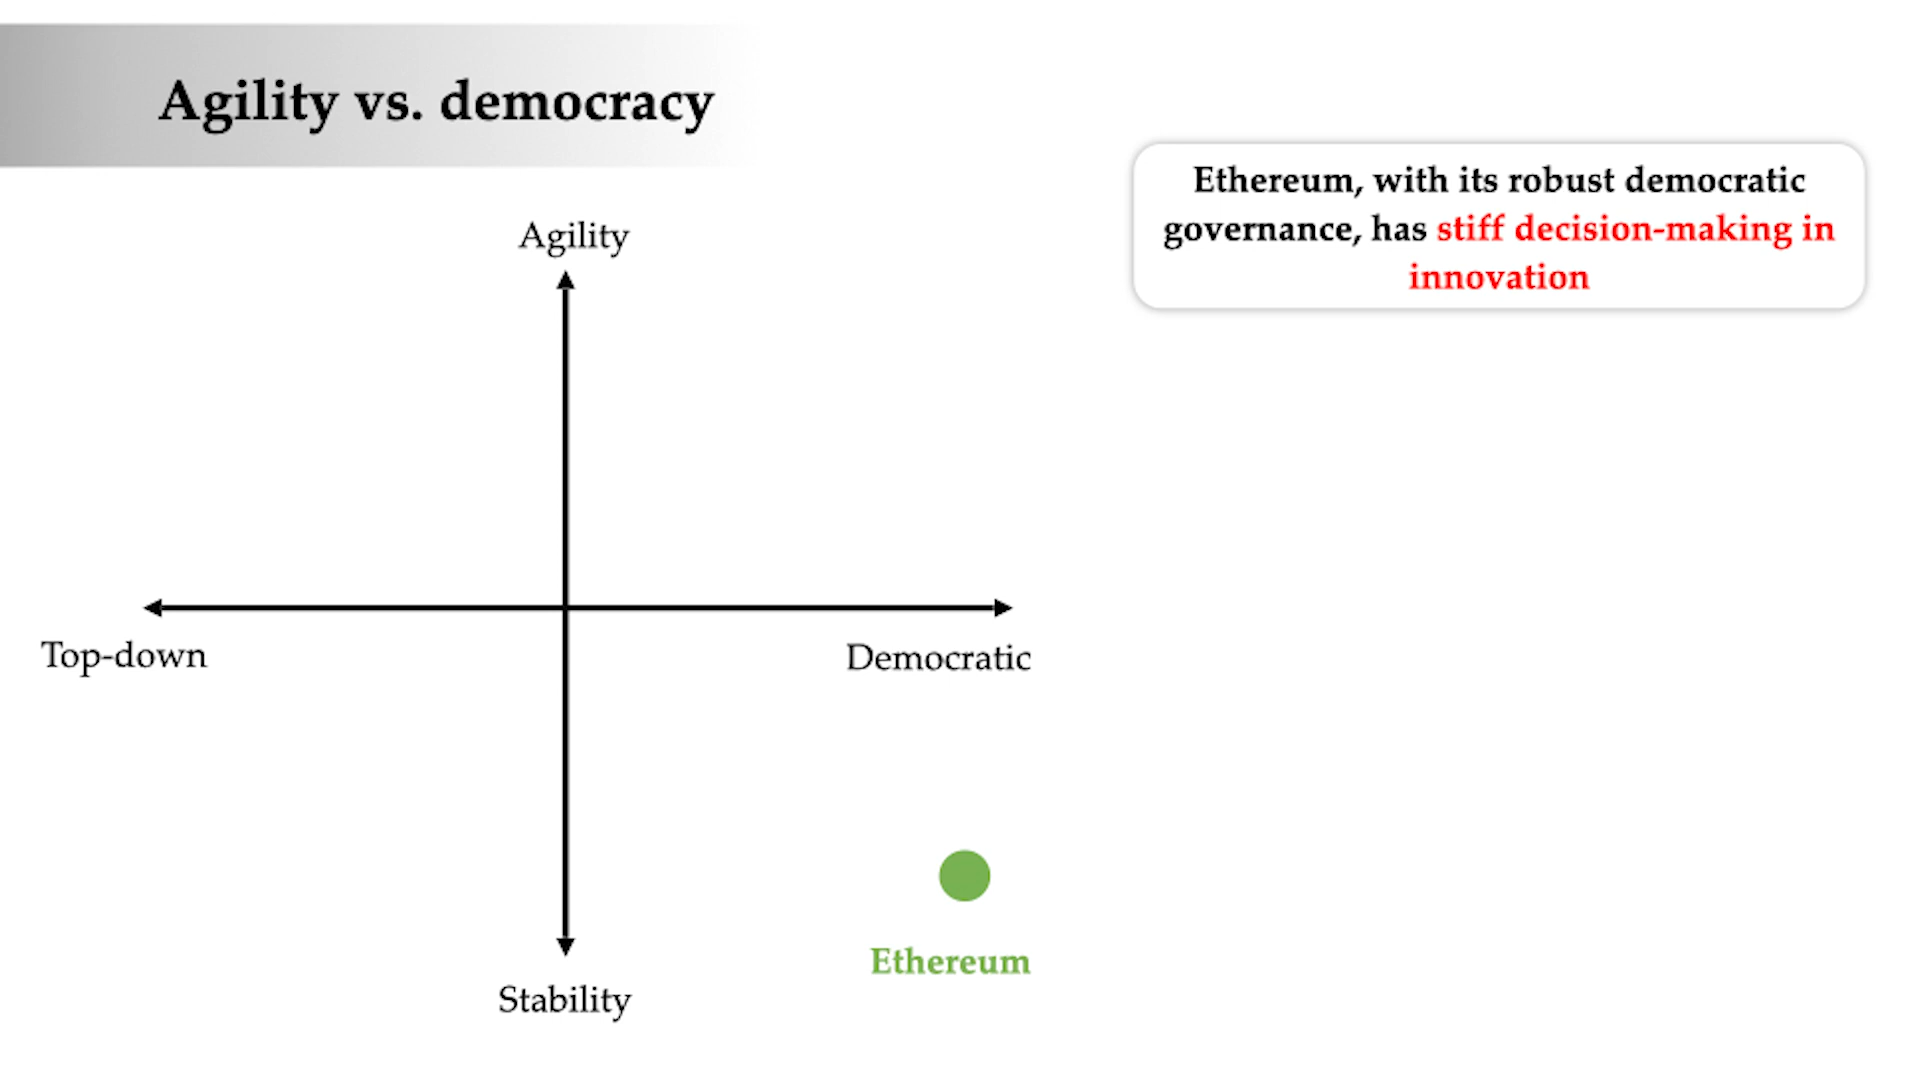 Agility vs. democracy
Ethereum, with its robust democratic
governance, has stiff decision-making in
innovation
Agility
Top-down
Democratic
Ethereum
Stability